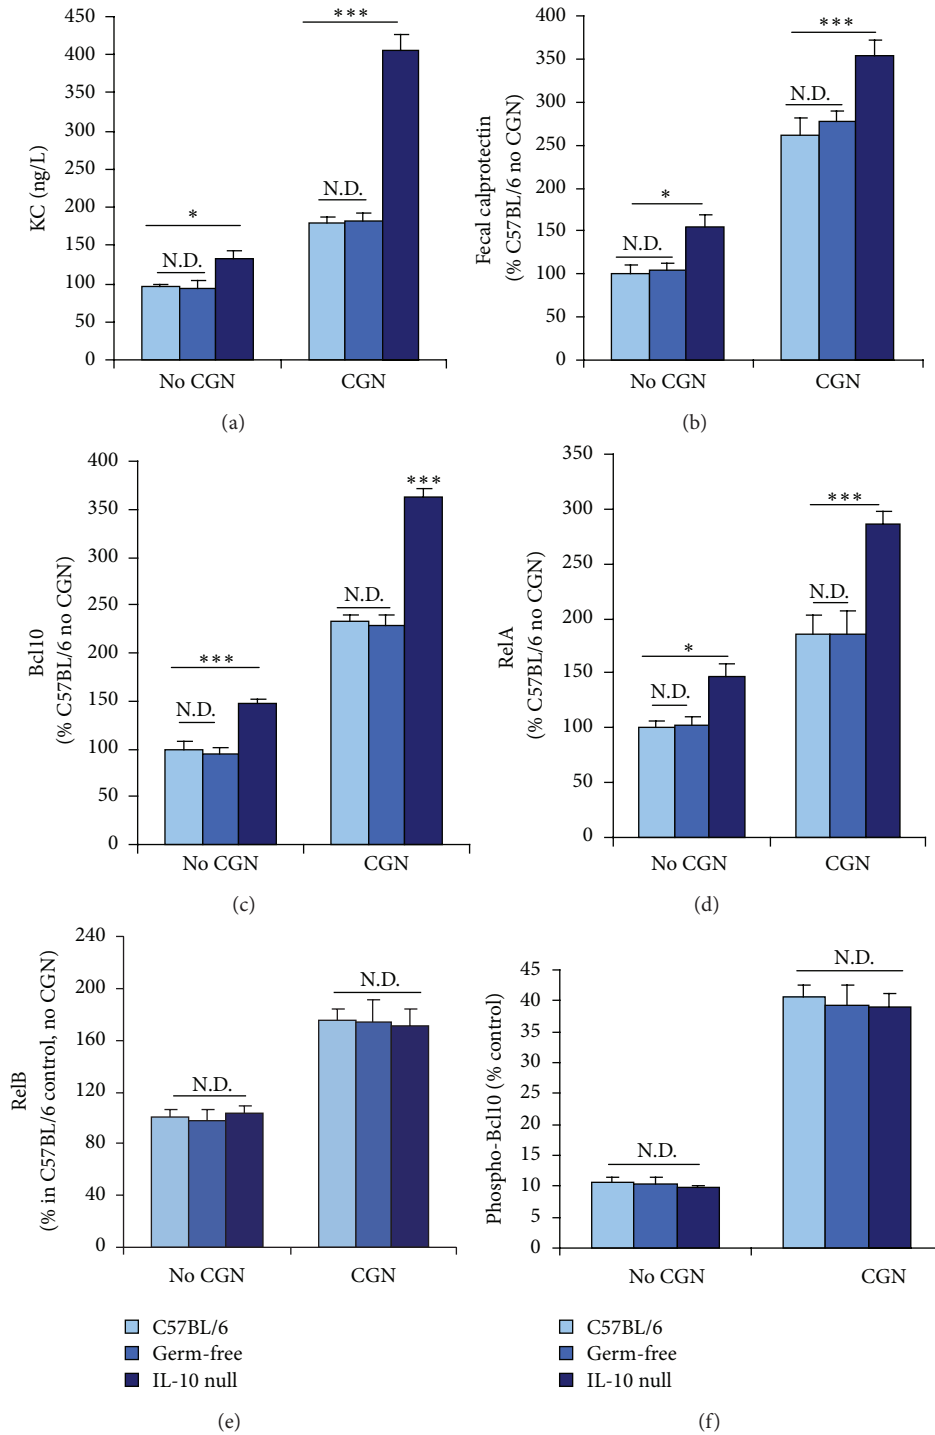 KC (ng/L)
450
400
350
300
250
200
150
100
50
0
***
*
N.D.
N.D.
No CGN
CGN
(a)
Fecal calprotectin
(% C57BL/6 no CGN)
400
350
300
250
200
150
100
50
0
***
N.D.
*
N.D.
No CGN
CGN
(b)
Bcl10
(% C57BL/6 no CGN)
400
350
300
250
200
150
100
50
0
***
N.D.
***
N.D.
No CGN
CGN
(c)
RelA
(% C57BL/6 no CGN)
350
300
250
200
150
100
50
0
***
N.D.
*
N.D.
No CGN
CGN
(d)
RelB
(% in C57BL/6 control, no CGN)
240
200
160
120
80
40
0
N.D.
N.D.
No CGN
CGN
C57BL/6
Germ-free
IL-10 null
(e)
Phospho-Bcl10 (% control)
45
40
35
30
25
20
15
10
5
0
N.D.
N.D.
No CGN
CGN
C57BL/6
Germ-free
IL-10 null
(f)